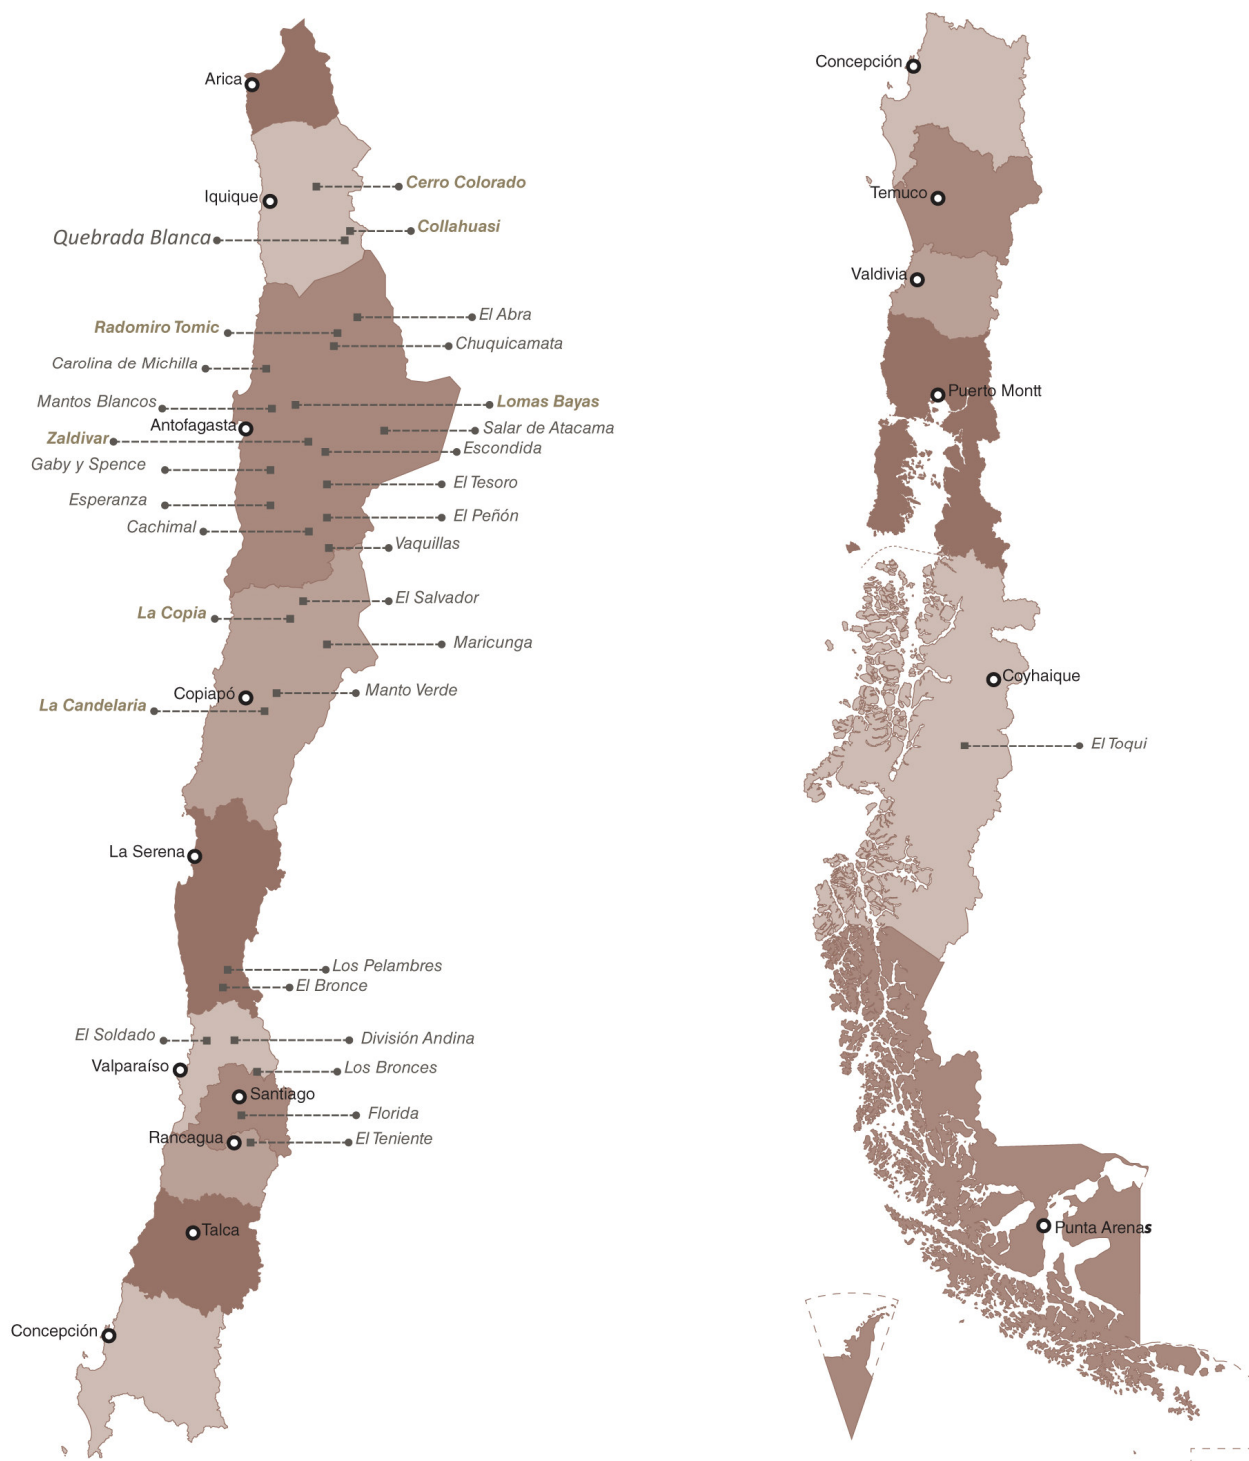 Arica
Cerro Colorado
Iquique
Collahuasi
Quebrada Blanca
El Abra
Radomiro Tomic
Chuquicamata
Carolina de Michilla
Mantos Blancos
Lomas Bayas
Antofagasta
Salar de Atacama
Zaldivar
Escondida
Gaby y Spence
El Tesoro
Esperanza
El Peñón
Cachimal
Vaquillas
El Salvador
La Copia
Maricunga
Copiapó
Manto Verde
La Candelaria
La Serena
Los Pelambres
El Bronce
El Soldado
División Andina
Valparaíso
Los Bronces
Santiago
Florida
Rancagua
El Teniente
Talca
Concepción
Concepción
Temuco
Valdivia
Puerto Montt
Coyhaique
El Toqui
Punta Arenas